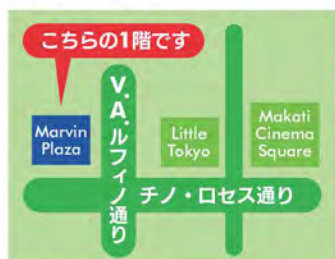 こちらの1階です
V.A.ルフィノ通り
Marvin
Plaza
Little
Tokyo
Makati
Cinema
Square
チノ・ロセス通り